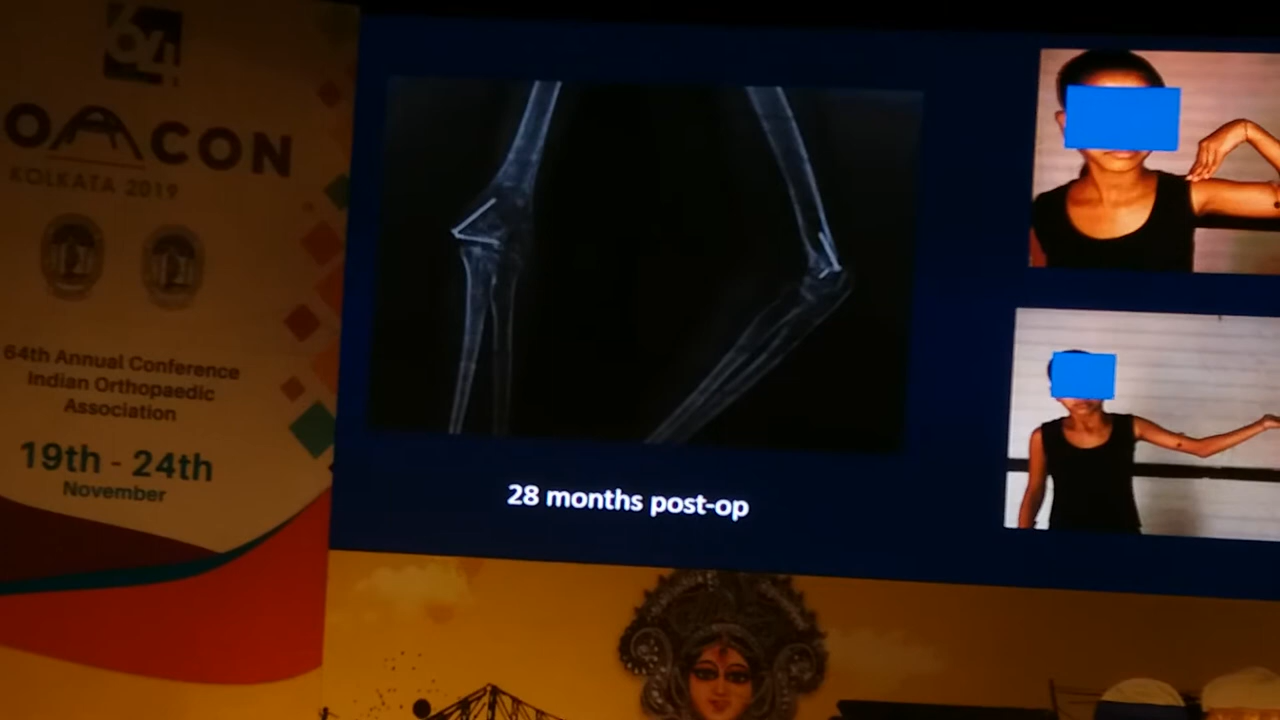 64
OACON
KOLKATA 2019
64th Annual Conference
Indian Orthopaedic
Association
19th - 24th
November
28 months post-op